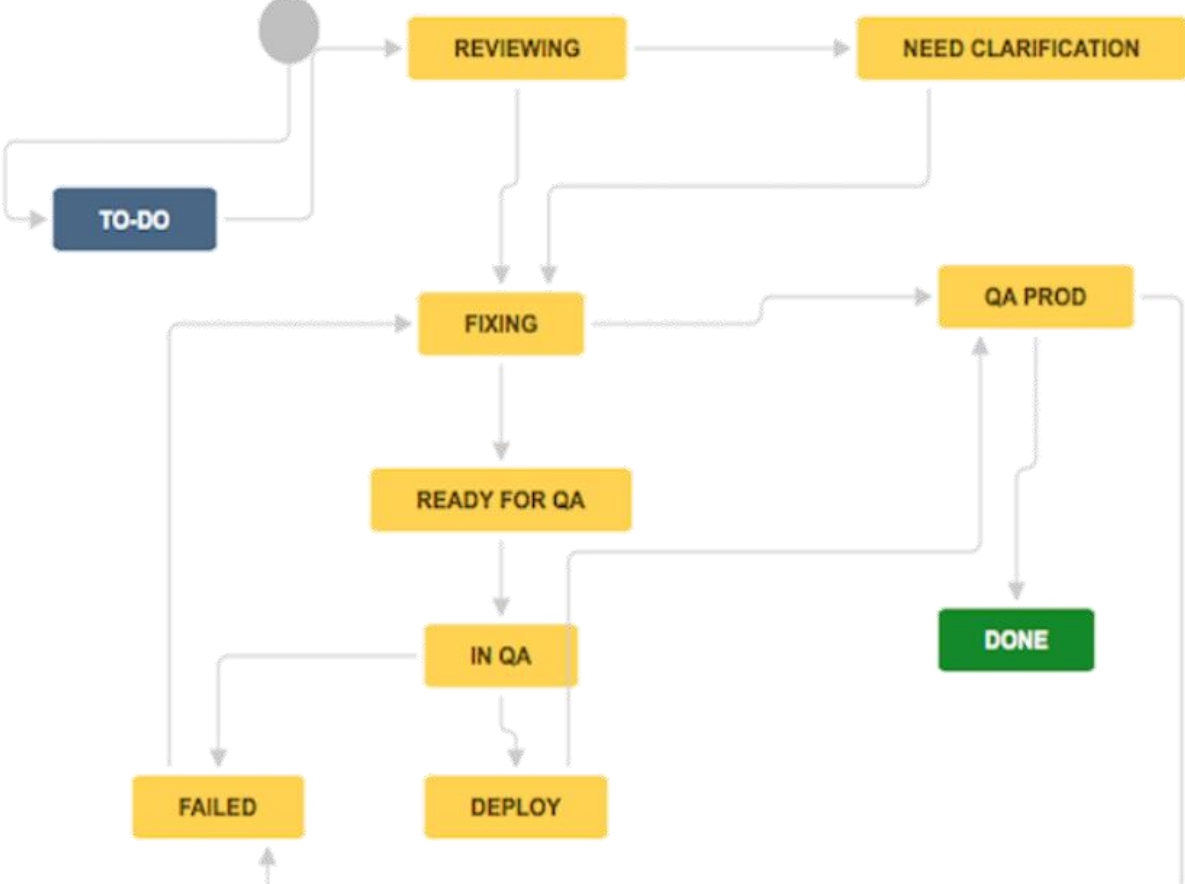 REVIEWING
NEED CLARIFICATION
TO-DO
FIXING
QA PROD
READY FOR QA
IN QA
DONE
FAILED
DEPLOY